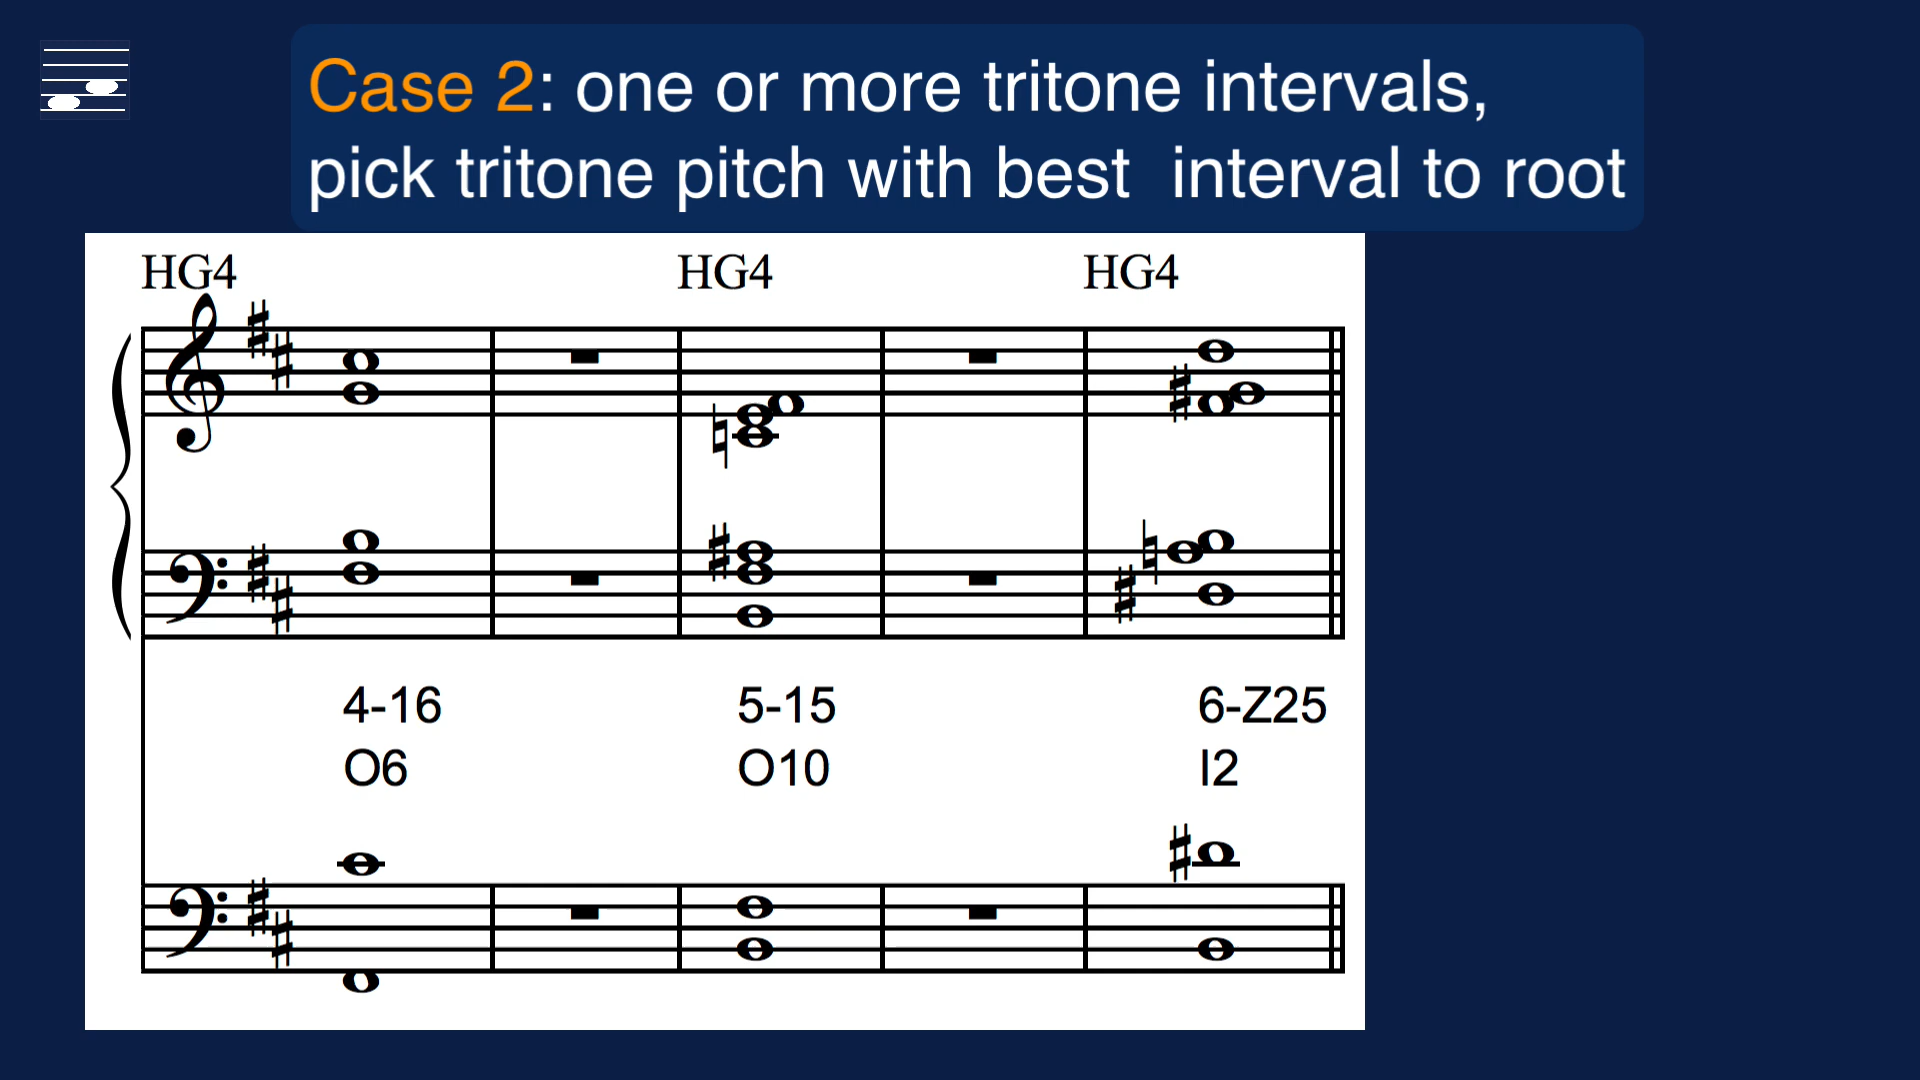 Case 2: one or more tritone intervals,
pick tritone pitch with best interval to root
HG4 HG4 HG4
4-16 5-15 6-Z25
O6 O10 I2